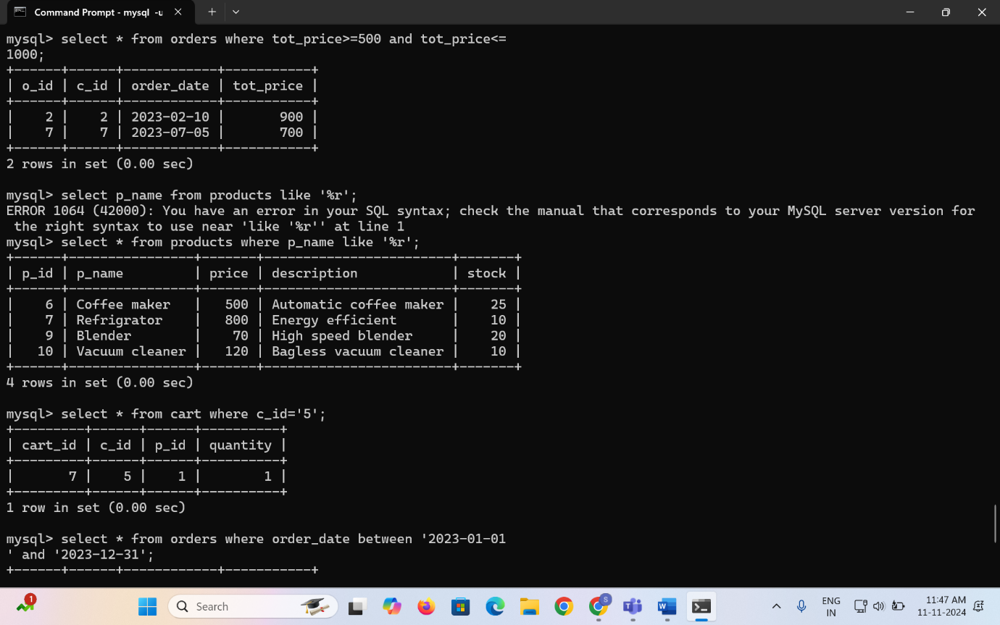 Command Prompt - mysql -u
mysql> select * from orders where tot_price>=500 and tot_price<=
1000;
+------+------+------------+-----------+
| o_id | c_id | order_date | tot_price |
+------+------+------------+-----------+
|    2 |    2 | 2023-02-10 |       900 |
|    7 |    7 | 2023-07-05 |       700 |
+------+------+------------+-----------+
2 rows in set (0.00 sec)
mysql> select p_name from products like '%r';
ERROR 1064 (42000): You have an error in your SQL syntax; check the manual that corresponds to your MySQL server version for
 the right syntax to use near 'like '%r'' at line 1
mysql> select * from products where p_name like '%r';
+------+----------------+-------+------------------------+-------+
| p_id | p_name         | price | description            | stock |
+------+----------------+-------+------------------------+-------+
|    6 | Coffee maker   |   500 | Automatic coffee maker |    25 |
|    7 | Refrigrator    |   800 | Energy efficient       |    10 |
|    9 | Blender        |    70 | High speed blender     |    20 |
|   10 | Vacuum cleaner |   120 | Bagless vacuum cleaner |    10 |
+------+----------------+-------+------------------------+-------+
4 rows in set (0.00 sec)
mysql> select * from cart where c_id='5';
+---------+------+------+----------+
| cart_id | c_id | p_id | quantity |
+---------+------+------+----------+
|       7 |    5 |    1 |        1 |
+---------+------+------+----------+
1 row in set (0.00 sec)
mysql> select * from orders where order_date between '2023-01-01
' and '2023-12-31';
+------+------+------------+-----------+
1
Search
S
T
W
ENG
IN
11:47 AM
11-11-2024